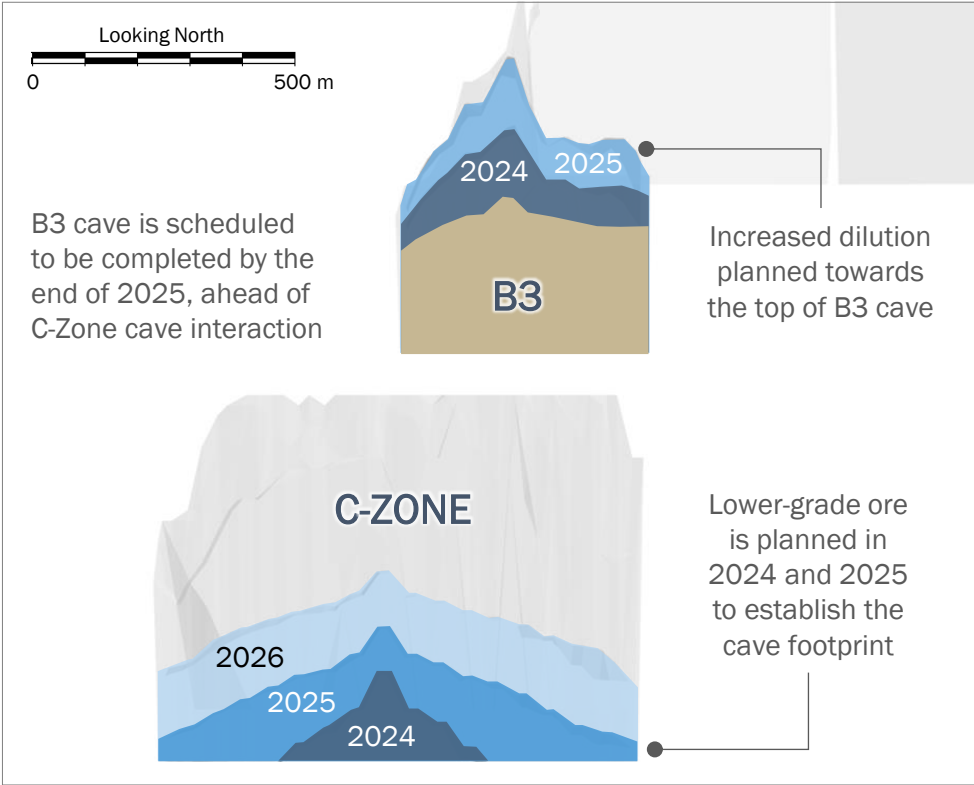 Looking North
0 500 m
2024
2025
B3
B3 cave is scheduled
to be completed by the
end of 2025, ahead of
C-Zone cave interaction
Increased dilution
planned towards
the top of B3 cave
C-ZONE
2026
2025
2024
Lower-grade ore
is planned in
2024 and 2025
to establish the
cave footprint